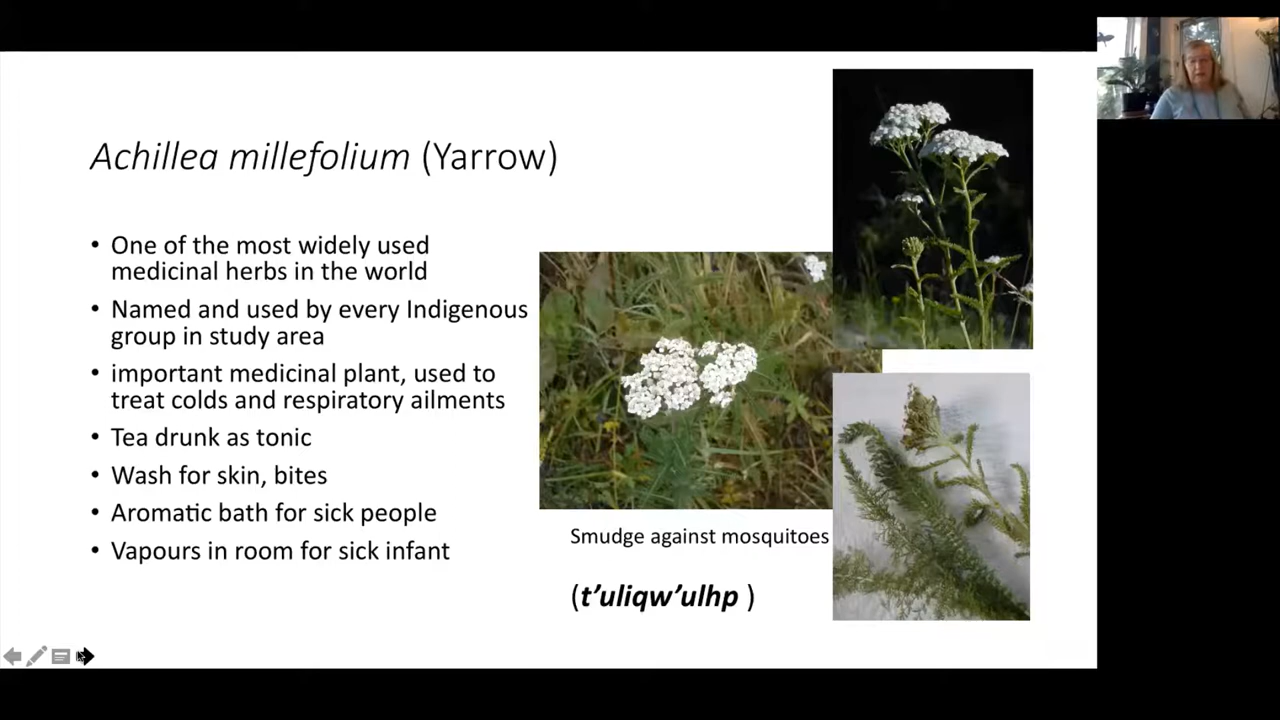 Achillea millefolium (Yarrow)
• One of the most widely used
medicinal herbs in the world
• Named and used by every Indigenous
group in study area
• important medicinal plant, used to
treat colds and respiratory ailments
• Tea drunk as tonic
• Wash for skin, bites
• Aromatic bath for sick people
• Vapours in room for sick infant
Smudge against mosquitoes
(t’uliqw’ulhp )